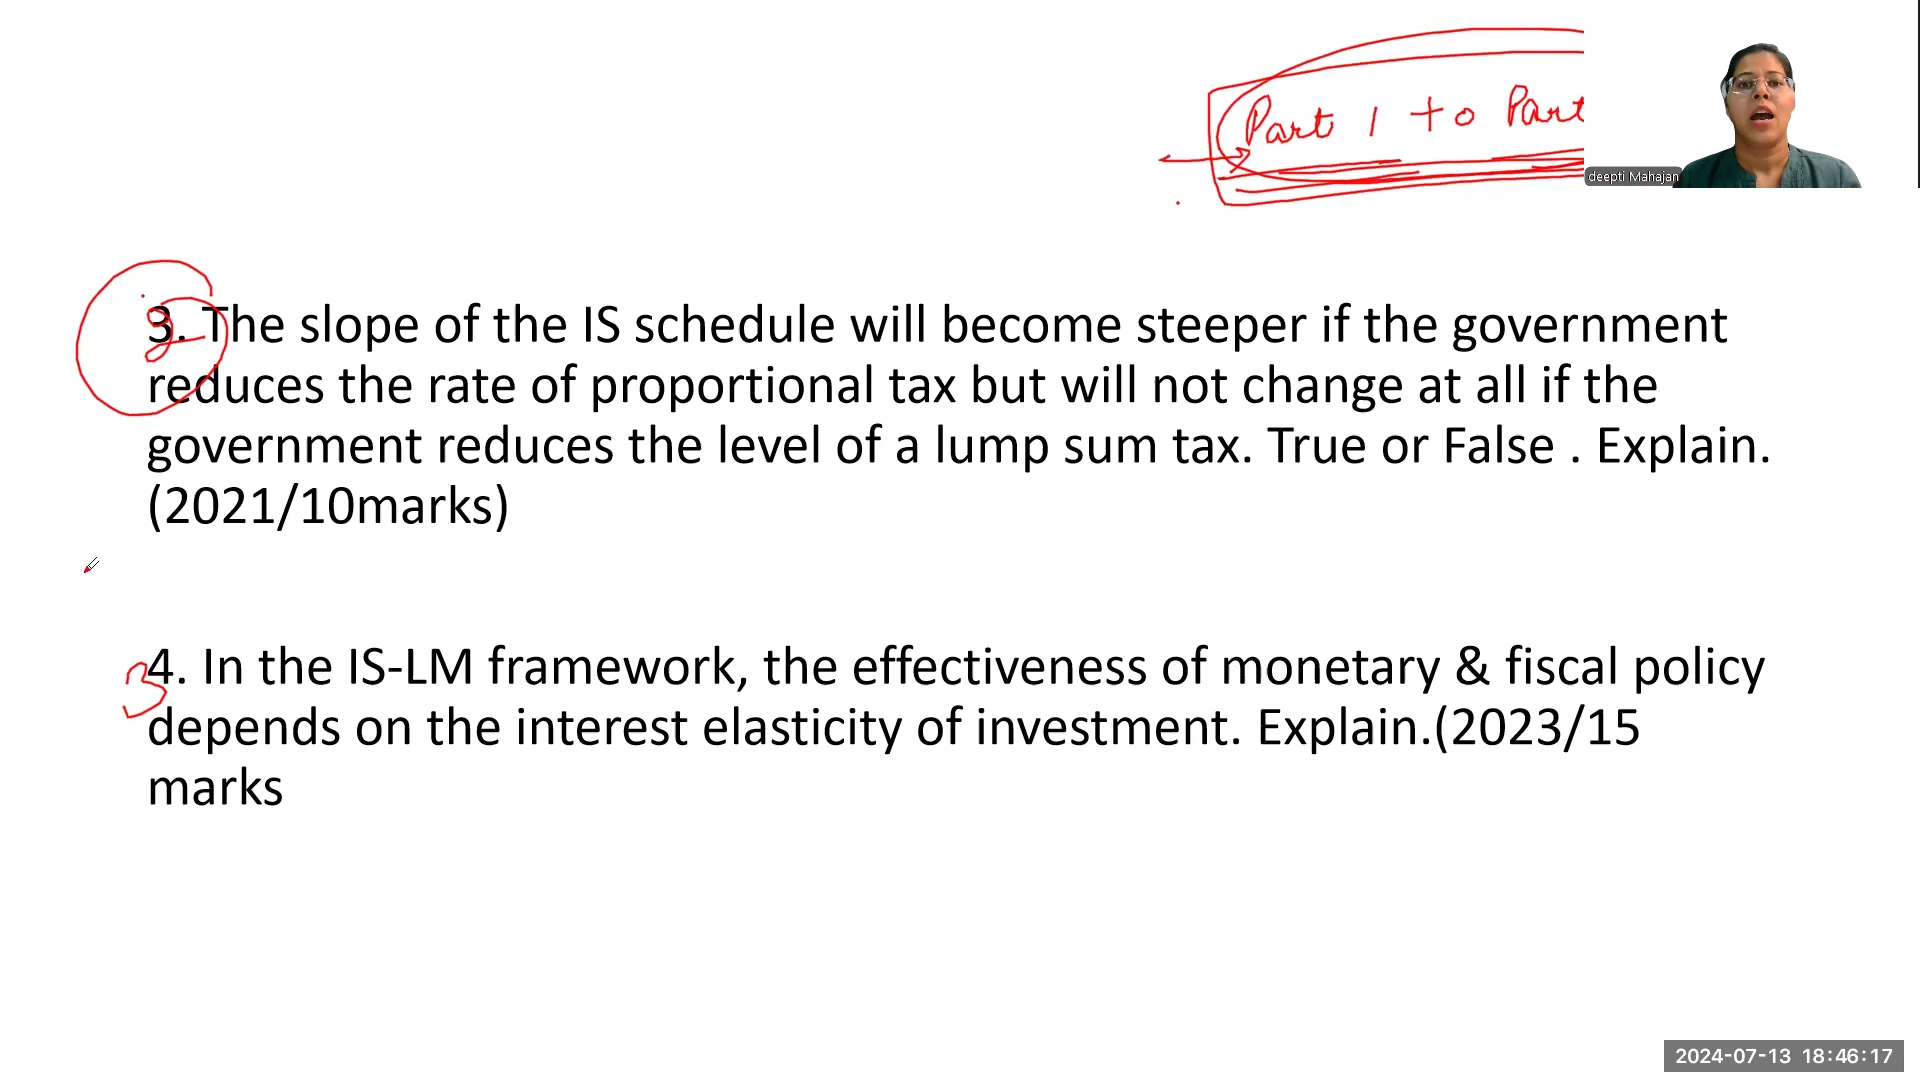 Part 1 to Part
deepti Mahajan
3. The slope of the IS schedule will become steeper if the government
reduces the rate of proportional tax but will not change at all if the
government reduces the level of a lump sum tax. True or False . Explain.
(2021/10marks)
2
3
4. In the IS-LM framework, the effectiveness of monetary & fiscal policy
depends on the interest elasticity of investment. Explain.(2023/15
marks
2024-07-13 18:46:17